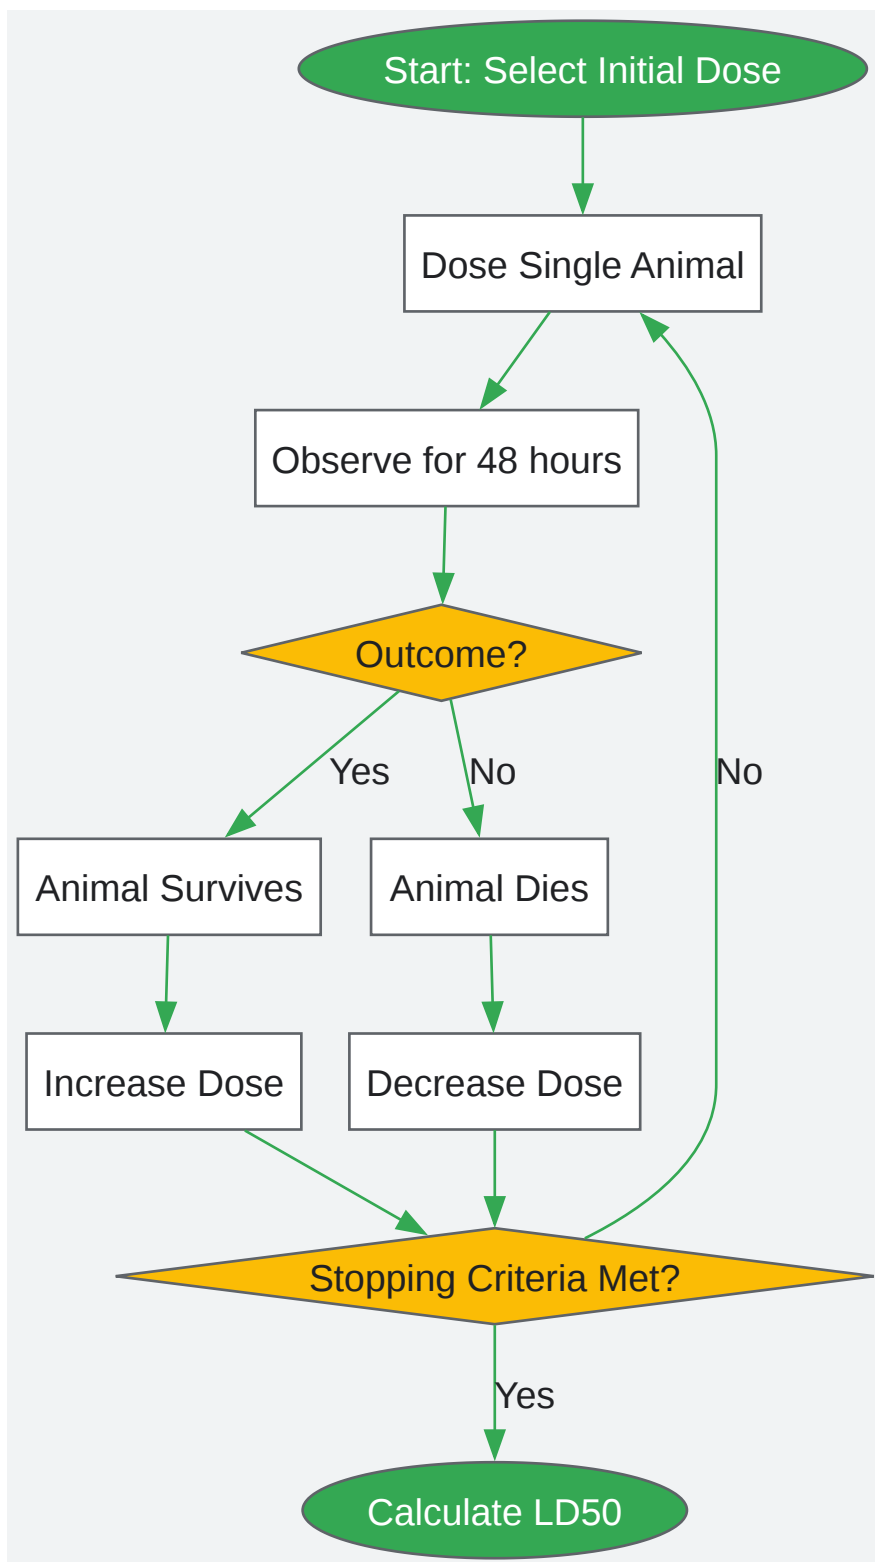 Start: Select Initial Dose
Dose Single Animal
Observe for 48 hours
Outcome?
Yes
No
No
Animal Survives
Animal Dies
Increase Dose
Decrease Dose
Stopping Criteria Met?
Yes
Calculate LD50